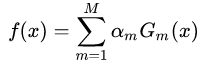 f(x) = \sum_{m=1}^{M} \alpha_m G_m(x)